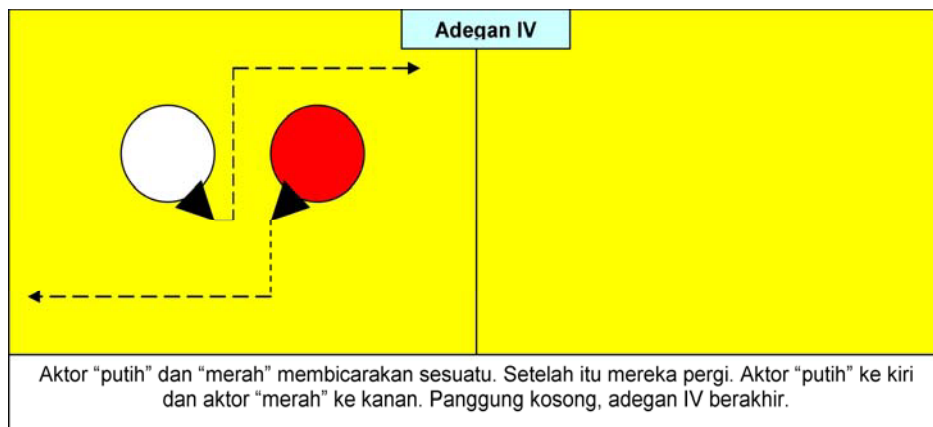 Adegan IV
Aktor “putih” dan “merah” membicarakan sesuatu. Setelah itu mereka pergi. Aktor “putih” ke kiri
dan aktor “merah” ke kanan. Panggung kosong, adegan IV berakhir.